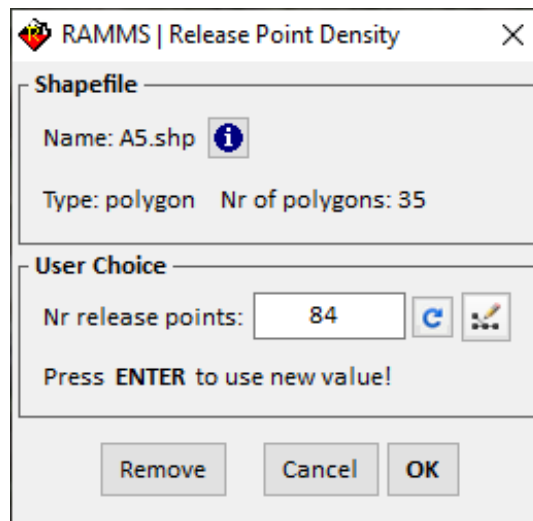 RAMMS | Release Point Density
Shapefile
Name: A5.shp
Type: polygon Nr of polygons: 35
User Choice
Nr release points: 84
Press ENTER to use new value!
Remove Cancel OK